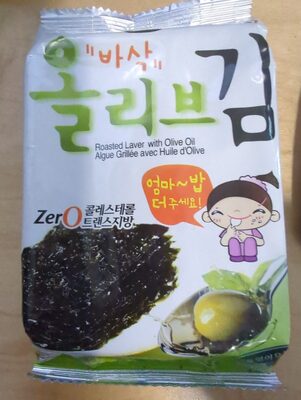 "바삭"
올리브김
Roasted Laver with Olive Oil
Algue Grillée avec Huile d'Olive
엄마~밥
더주세요!
Zero 콜레스테롤
트랜스지방